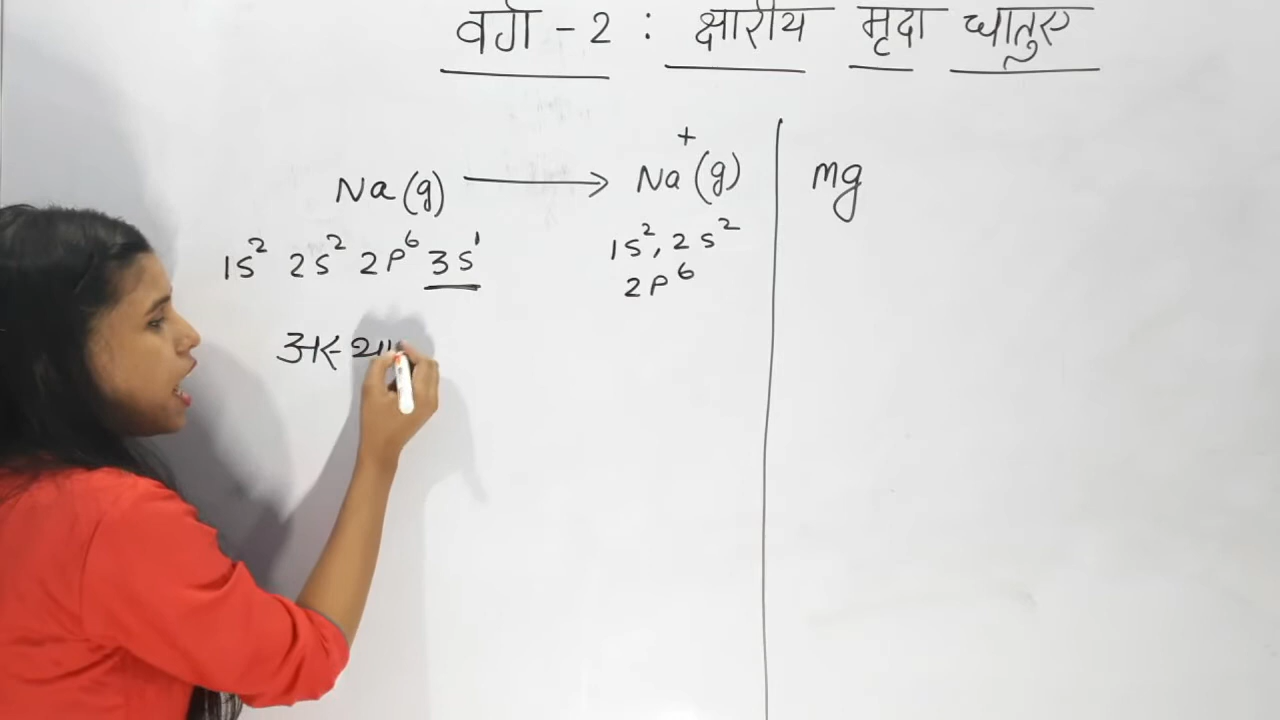 वर्ग - 2 : क्षारीय मृदा धातुए
Na(g) ⟶ Na⁺(g)
1s² 2s² 2p⁶ 3s¹
1s², 2s²
2p⁶
mg